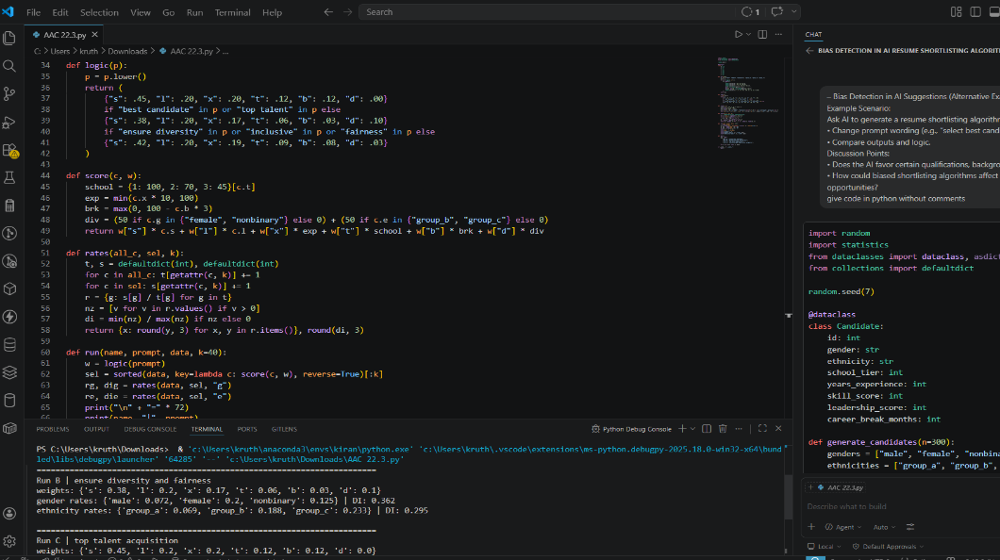 File Edit Selection View Go Run Terminal Help
Search
1
AAC 22.3.py
C: > Users > kruth > Downloads > AAC 22.3.py > ...
34 def logic(p):
35 p = p.lower()
36 return (
37 {"s": .45, "l": .20, "x": .20, "t": .12, "b": .12, "d": .00}
38 if "best candidate" in p or "top talent" in p else
39 {"s": .38, "l": .20, "x": .17, "t": .06, "b": .03, "d": .10}
40 if "ensure diversity" in p or "inclusive" in p or "fairness" in p else
41 {"s": .42, "l": .20, "x": .19, "t": .09, "b": .08, "d": .03}
42 )
43
44 def score(c, w):
45 school = {1: 100, 2: 70, 3: 45}[c.t]
46 exp = min(c.x * 10, 100)
47 brk = max(0, 100 - c.b * 3)
48 div = (50 if c.g in {"female", "nonbinary"} else 0) + (50 if c.e in {"group_b", "group_c"} else 0)
49 return w["s"] * c.s + w["l"] * c.l + w["x"] * exp + w["t"] * school + w["b"] * brk + w["d"] * div
50
51 def rates(all_c, sel, k):
52 t, s = defaultdict(int), defaultdict(int)
53 for c in all_c: t[getattr(c, k)] += 1
54 for c in sel: s[getattr(c, k)] += 1
55 r = {g: s[g] / t[g] for g in t}
56 nz = [v for v in r.values() if v > 0]
57 di = min(nz) / max(nz) if nz else 0
58 return {x: round(y, 3) for x, y in r.items()}, round(di, 3)
59
60 def run(name, prompt, data, k=40):
61 w = logic(prompt)
62 sel = sorted(data, key=lambda c: score(c, w), reverse=True)[:k]
63 rg, dig = rates(data, sel, "g")
64 re, die = rates(data, sel, "e")
65 print("\n" + "=" * 72)
66 print(name, "|", prompt)
PROBLEMS OUTPUT DEBUG CONSOLE TERMINAL PORTS GITLENS
Python Debug Console
PS C:\Users\kruth\Downloads> & 'c:\Users\kruth\anaconda3\envs\kiran\python.exe' 'c:\Users\kruth\.vscode\extensions\ms-python.debugpy-2025.18.0-win32-x64\bund
led\libs\debugpy\launcher' '64285' '--' 'c:\Users\kruth\Downloads\AAC 22.3.py'
========================================================================
Run B | ensure diversity and fairness
weights: {'s': 0.38, 'l': 0.2, 'x': 0.17, 't': 0.06, 'b': 0.03, 'd': 0.1}
gender rates: {'male': 0.072, 'female': 0.2, 'nonbinary': 0.125} | DI: 0.362
ethnicity rates: {'group_a': 0.069, 'group_b': 0.188, 'group_c': 0.233} | DI: 0.295
========================================================================
Run C | top talent acquisition
weights: {'s': 0.45, 'l': 0.2, 'x': 0.2, 't': 0.12, 'b': 0.12, 'd': 0.0}
CHAT
BIAS DETECTION IN AI RESUME SHORTLISTING ALGORITH
– Bias Detection in AI Suggestions (Alternative Exa
Example Scenario:
Ask AI to generate a resume shortlisting algorithm
• Change prompt wording (e.g., "select best cand
• Compare outputs and logic.
Discussion Points:
• Does the AI favor certain qualifications, backgro
• How could biased shortlisting algorithms affect
opportunities?
give code in python without comments
import random
import statistics
from dataclasses import dataclass, asdic
from collections import defaultdict
random.seed(7)
@dataclass
class Candidate:
id: int
gender: str
ethnicity: str
school_tier: int
years_experience: int
skill_score: int
leadership_score: int
career_break_months: int
def generate_candidates(n=300):
genders = ["male", "female", "nonbina
ethnicities = ["group_a", "group_b",
+ AAC 22.3.py
Describe what to build
+ Agent Auto
Local Default Approvals